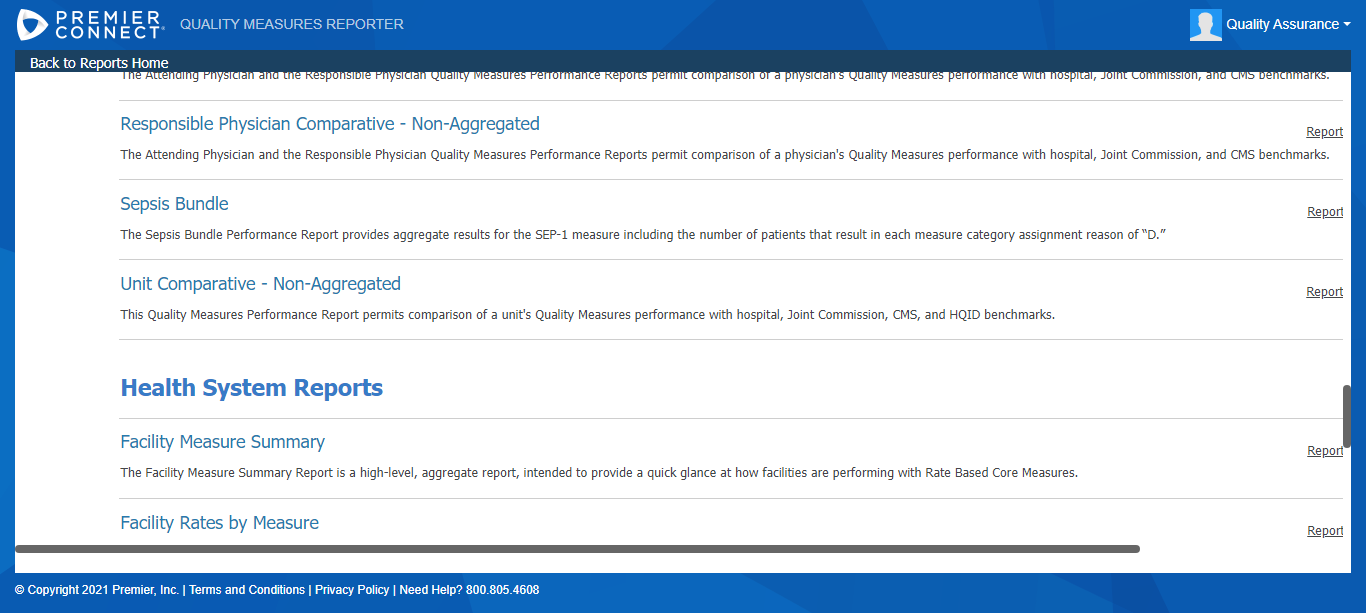 PREMIER
CONNECT
QUALITY MEASURES REPORTER
Quality Assurance
Back to Reports Home
The Attending Physician and the Responsible Physician Quality Measures Performance Reports permit comparison of a physician's Quality Measures performance with hospital, Joint Commission, and CMS benchmarks.
Responsible Physician Comparative - Non-Aggregated
Report
The Attending Physician and the Responsible Physician Quality Measures Performance Reports permit comparison of a physician's Quality Measures performance with hospital, Joint Commission, and CMS benchmarks.
Sepsis Bundle
Report
The Sepsis Bundle Performance Report provides aggregate results for the SEP-1 measure including the number of patients that result in each measure category assignment reason of “D.”
Unit Comparative - Non-Aggregated
Report
This Quality Measures Performance Report permits comparison of a unit's Quality Measures performance with hospital, Joint Commission, CMS, and HQID benchmarks.
Health System Reports
Facility Measure Summary
Report
The Facility Measure Summary Report is a high-level, aggregate report, intended to provide a quick glance at how facilities are performing with Rate Based Core Measures.
Facility Rates by Measure
Report
© Copyright 2021 Premier, Inc. | Terms and Conditions | Privacy Policy | Need Help? 800.805.4608